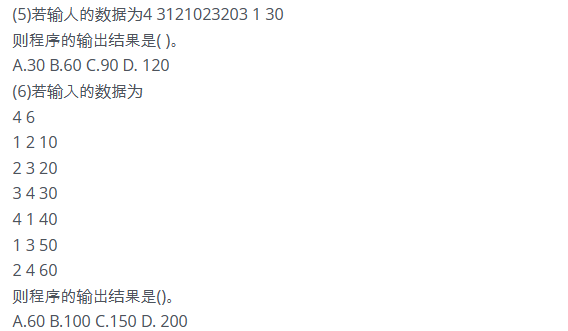 (5)若输人的数据为4 3121023203 1 30
则程序的输出结果是( )。
A.30 B.60 C.90 D. 120
(6)若输入的数据为
4 6
1 2 10
2 3 20
3 4 30
4 1 40
1 3 50
2 4 60
则程序的输出结果是()。
A.60 B.100 C.150 D. 200